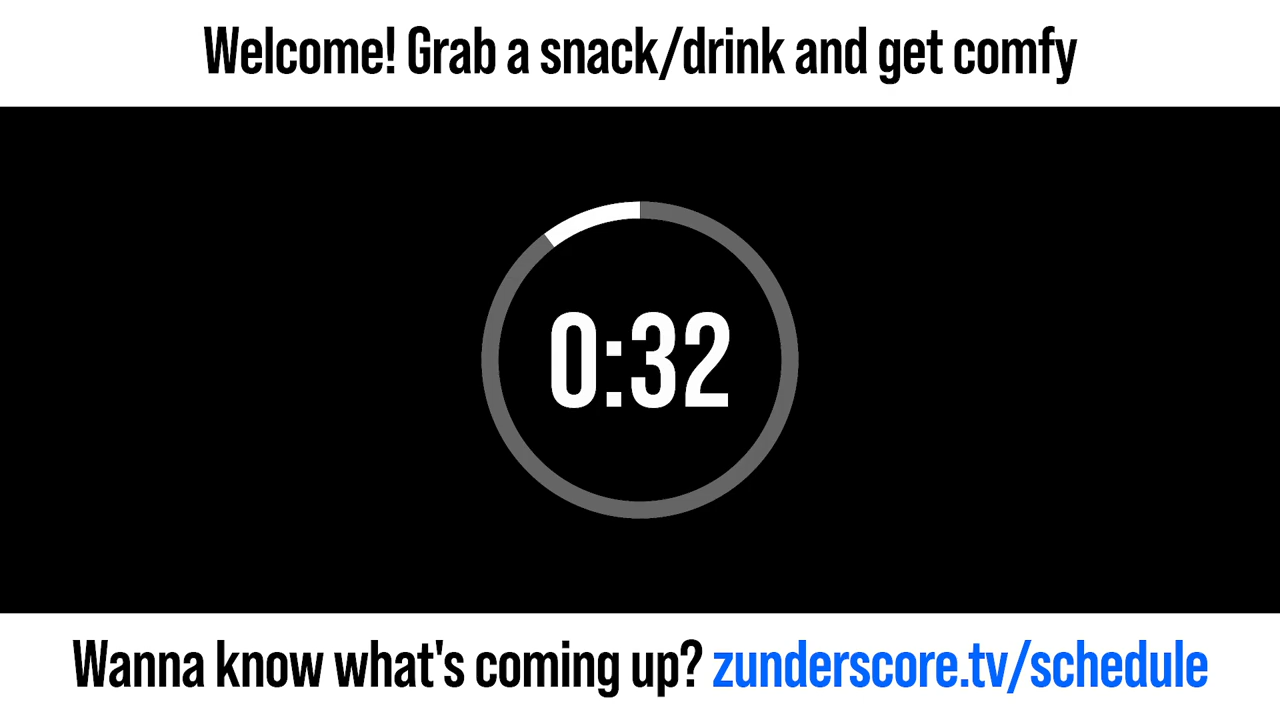 Welcome! Grab a snack/drink and get comfy
0:32
Wanna know what's coming up? zunderscore.tv/schedule